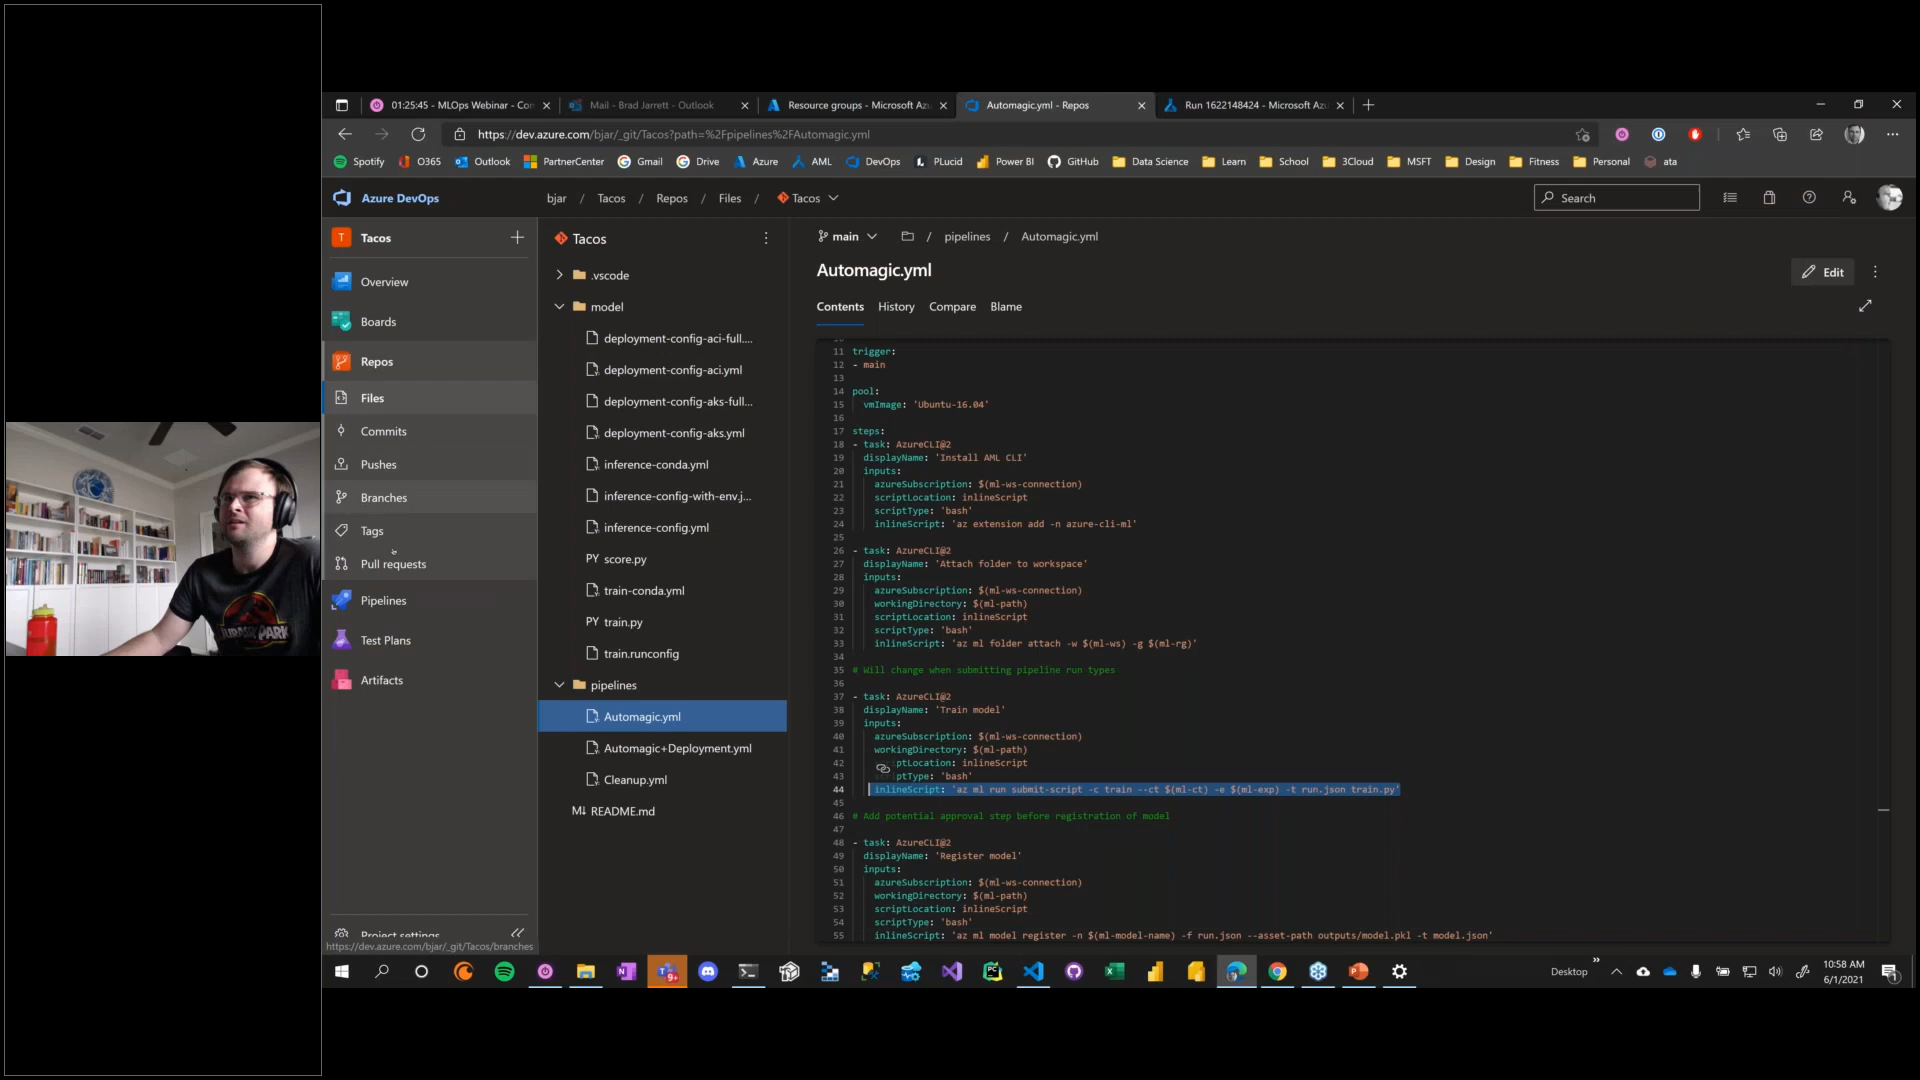 01:25:45 - MLOps Webinar - Con
Mail - Brad Jarrett - Outlook
Resource groups - Microsoft Azu
Automagic.yml - Repos
Run 1622148424 - Microsoft Azu
https://dev.azure.com/bjar/_git/Tacos?path=%2Fpipelines%2FAutomagic.yml
Spotify
O365
Outlook
PartnerCenter
Gmail
Drive
Azure
AML
DevOps
PLucid
Power BI
GitHub
Data Science
Learn
School
3Cloud
MSFT
Design
Fitness
Personal
ata
Azure DevOps
bjar / Tacos / Repos / Files / Tacos
Search
T Tacos
Overview
Boards
Repos
Files
Commits
Pushes
Branches
Tags
Pull requests
Pipelines
Test Plans
Artifacts
Project settings
https://dev.azure.com/bjar/_git/Tacos/branches
Tacos
.vscode
model
deployment-config-aci-full....
deployment-config-aci.yml
deployment-config-aks-full...
deployment-config-aks.yml
inference-conda.yml
inference-config-with-env.j...
inference-config.yml
PY score.py
train-conda.yml
PY train.py
train.runconfig
pipelines
Automagic.yml
Automagic+Deployment.yml
Cleanup.yml
M↓ README.md
main / pipelines / Automagic.yml
Automagic.yml
Edit
Contents History Compare Blame
11 trigger:
12 - main
13
14 pool:
15 vmImage: 'Ubuntu-16.04'
16
17 steps:
18 - task: AzureCLI@2
19 displayName: 'Install AML CLI'
20 inputs:
21 azureSubscription: $(ml-ws-connection)
22 scriptLocation: inlineScript
23 scriptType: 'bash'
24 inlineScript: 'az extension add -n azure-cli-ml'
25
26 - task: AzureCLI@2
27 displayName: 'Attach folder to workspace'
28 inputs:
29 azureSubscription: $(ml-ws-connection)
30 workingDirectory: $(ml-path)
31 scriptLocation: inlineScript
32 scriptType: 'bash'
33 inlineScript: 'az ml folder attach -w $(ml-ws) -g $(ml-rg)'
34
35 # Will change when submitting pipeline run types
36
37 - task: AzureCLI@2
38 displayName: 'Train model'
39 inputs:
40 azureSubscription: $(ml-ws-connection)
41 workingDirectory: $(ml-path)
42 ptLocation: inlineScript
43 ptType: 'bash'
44 inlineScript: 'az ml run submit-script -c train --ct $(ml-ct) -e $(ml-exp) -t run.json train.py'
45
46 # Add potential approval step before registration of model
47
48 - task: AzureCLI@2
49 displayName: 'Register model'
50 inputs:
51 azureSubscription: $(ml-ws-connection)
52 workingDirectory: $(ml-path)
53 scriptLocation: inlineScript
54 scriptType: 'bash'
55 inlineScript: 'az ml model register -n $(ml-model-name) -f run.json --asset-path outputs/model.pkl -t model.json'
JURASSIC PARK
Desktop
10:58 AM
6/1/2021